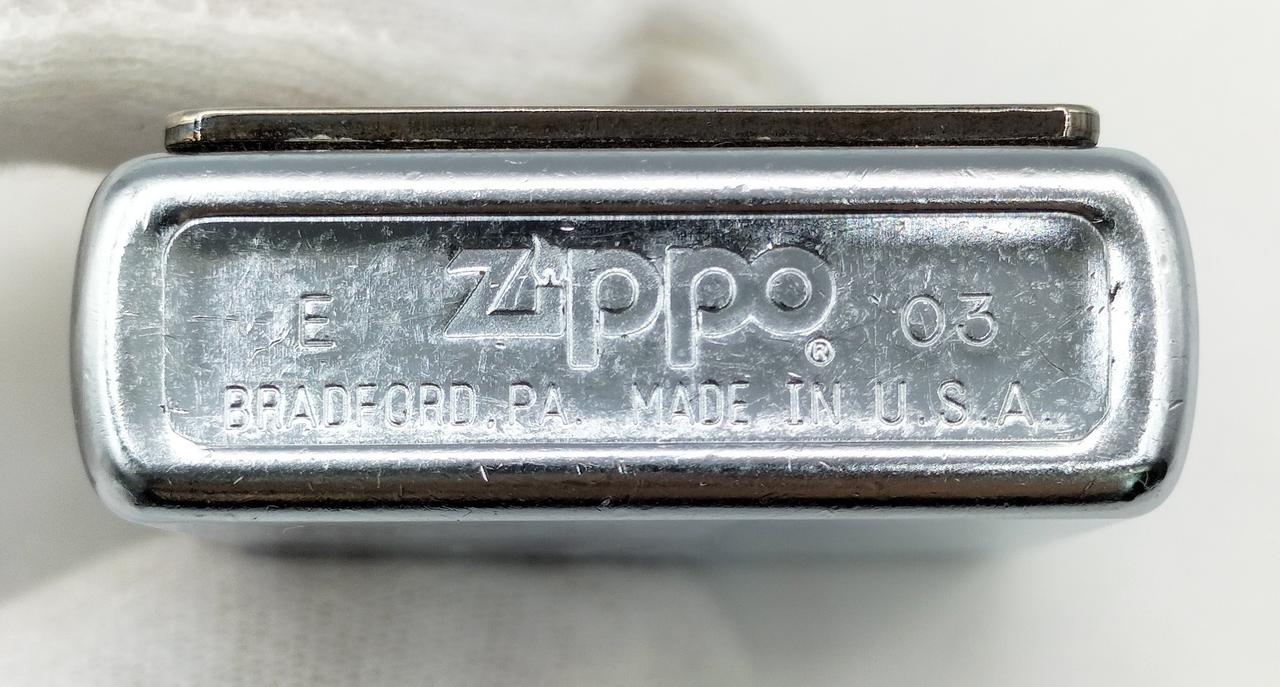 E Zippo ® 03
BRADFORD, PA. MADE IN U.S.A.